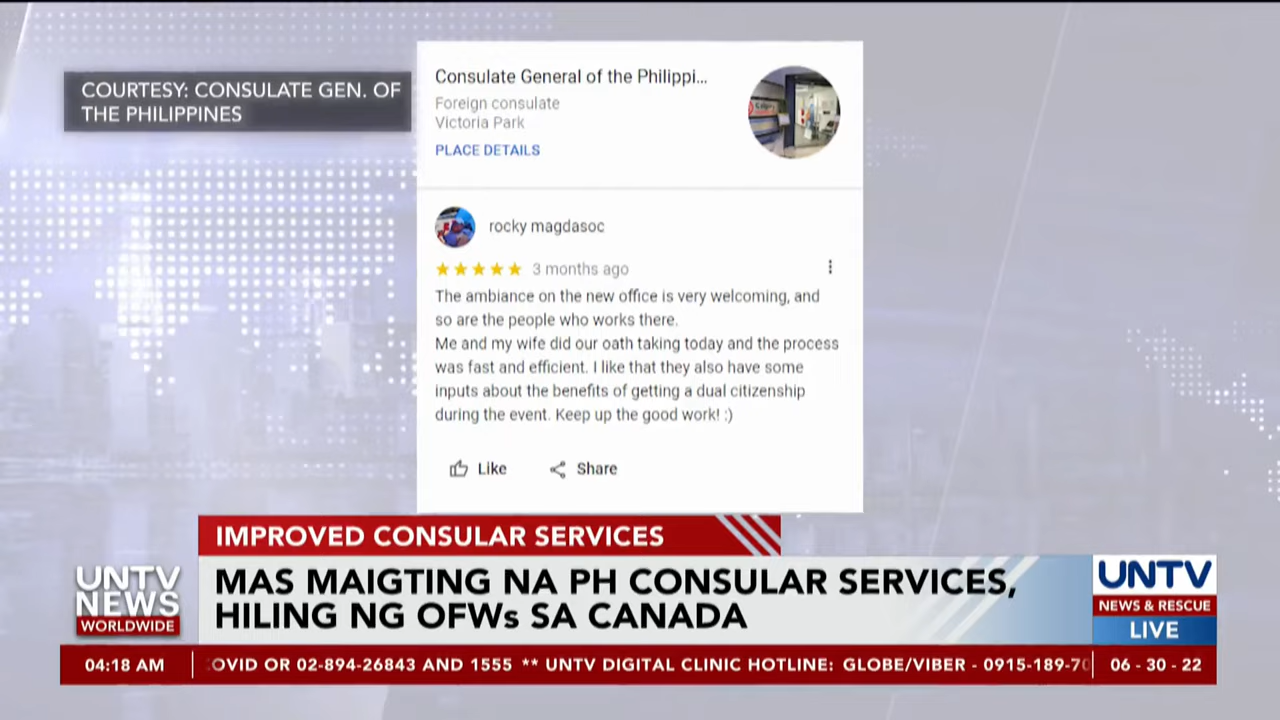 COURTESY: CONSULATE GEN. OF
THE PHILIPPINES
Consulate General of the Philippi...
Foreign consulate
Victoria Park
PLACE DETAILS
rocky magdasoc
3 months ago
The ambiance on the new office is very welcoming, and
so are the people who works there.
Me and my wife did our oath taking today and the process
was fast and efficient. I like that they also have some
inputs about the benefits of getting a dual citizenship
during the event. Keep up the good work! :)
Like
Share
IMPROVED CONSULAR SERVICES
MAS MAIGTING NA PH CONSULAR SERVICES,
HILING NG OFWs SA CANADA
UNTV
NEWS
WORLDWIDE
UNTV
NEWS & RESCUE
LIVE
04:18 AM
OVID OR 02-894-26843 AND 1555 ** UNTV DIGITAL CLINIC HOTLINE: GLOBE/VIBER - 0915-189-70
06 - 30 - 22